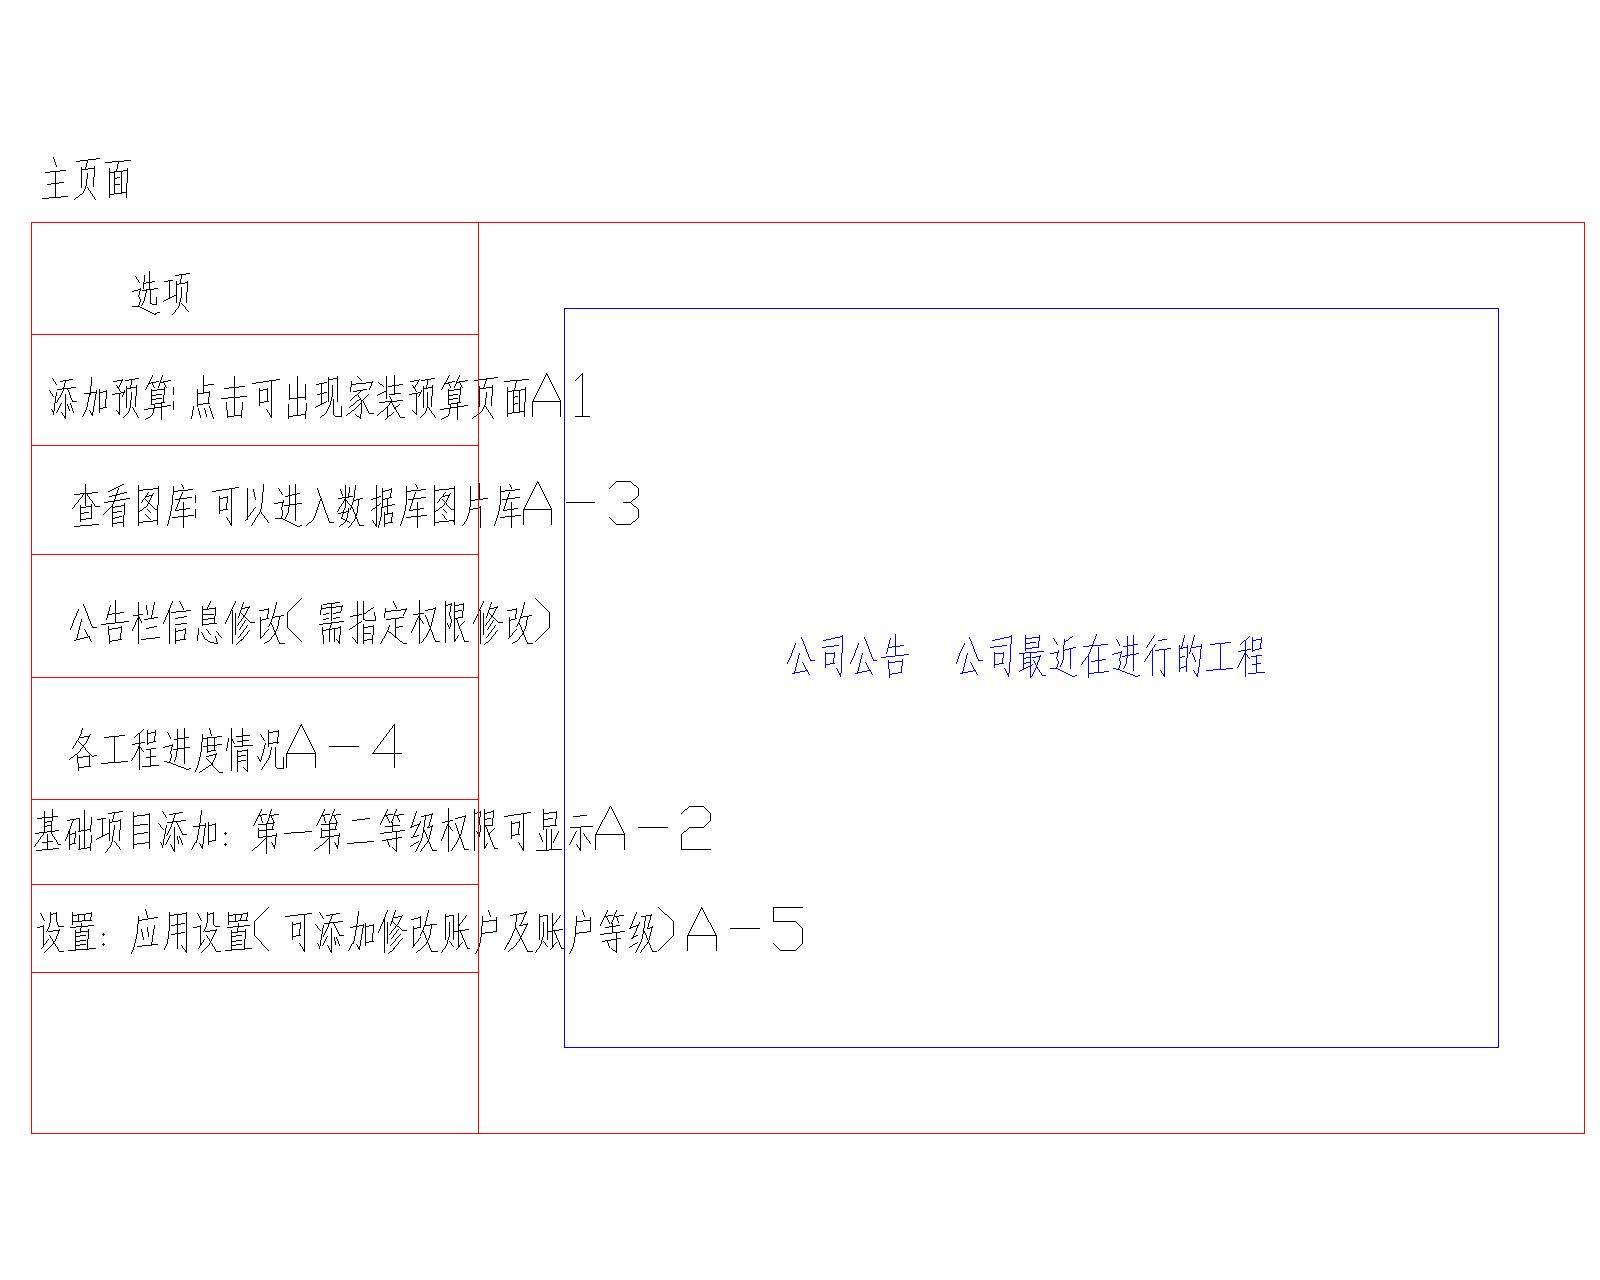 主页面
选项
添加预算: 点击可出现家装预算页面A1
查看图库: 可以进入数据库图片库A-3
公告栏信息修改(需指定权限修改)
公司公告 公司最近在进行的工程
各工程进度情况A-4
基础项目添加: 第一第二等级权限可显示A-2
设置: 应用设置(可添加修改账户及账户等级)A-5